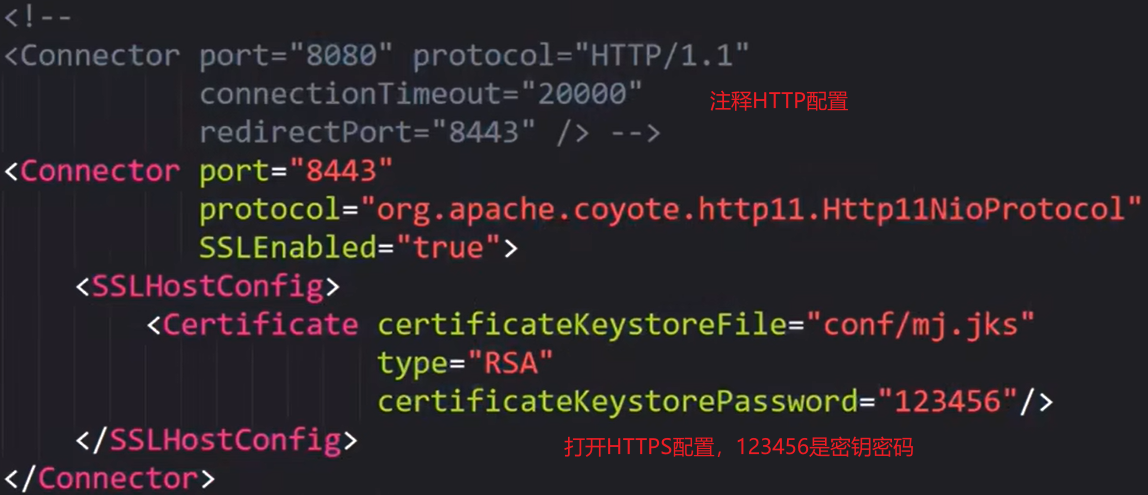 <!--
<Connector port="8080" protocol="HTTP/1.1"
connectionTimeout="20000"
注释HTTP配置
redirectPort="8443" /> -->
<Connector port="8443"
protocol="org.apache.coyote.http11.Http11NioProtocol"
SSLEnabled="true">
<SSLHostConfig>
<Certificate certificateKeystoreFile="conf/mj.jks"
type="RSA"
certificateKeystorePassword="123456"/>
</SSLHostConfig>
打开HTTPS配置，123456是密钥密码
</Connector>